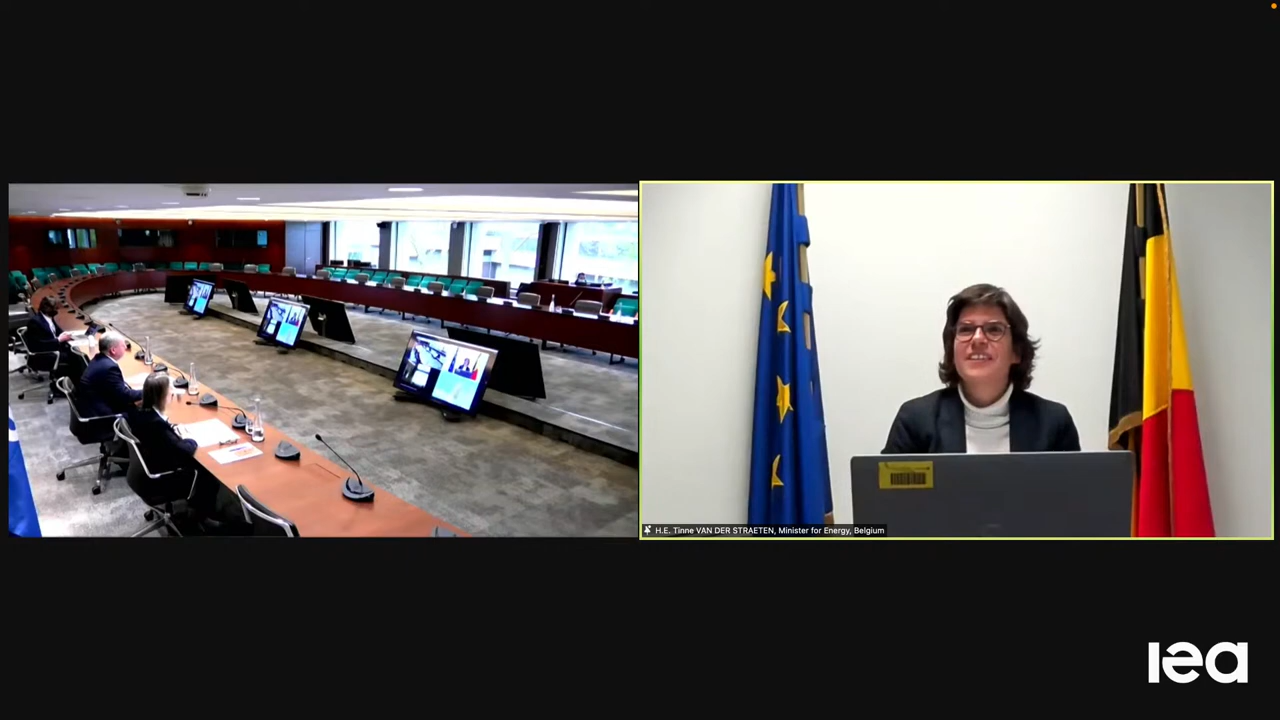 H.E. Tinne VAN DER STRAETEN, Minister for Energy, Belgium
iea